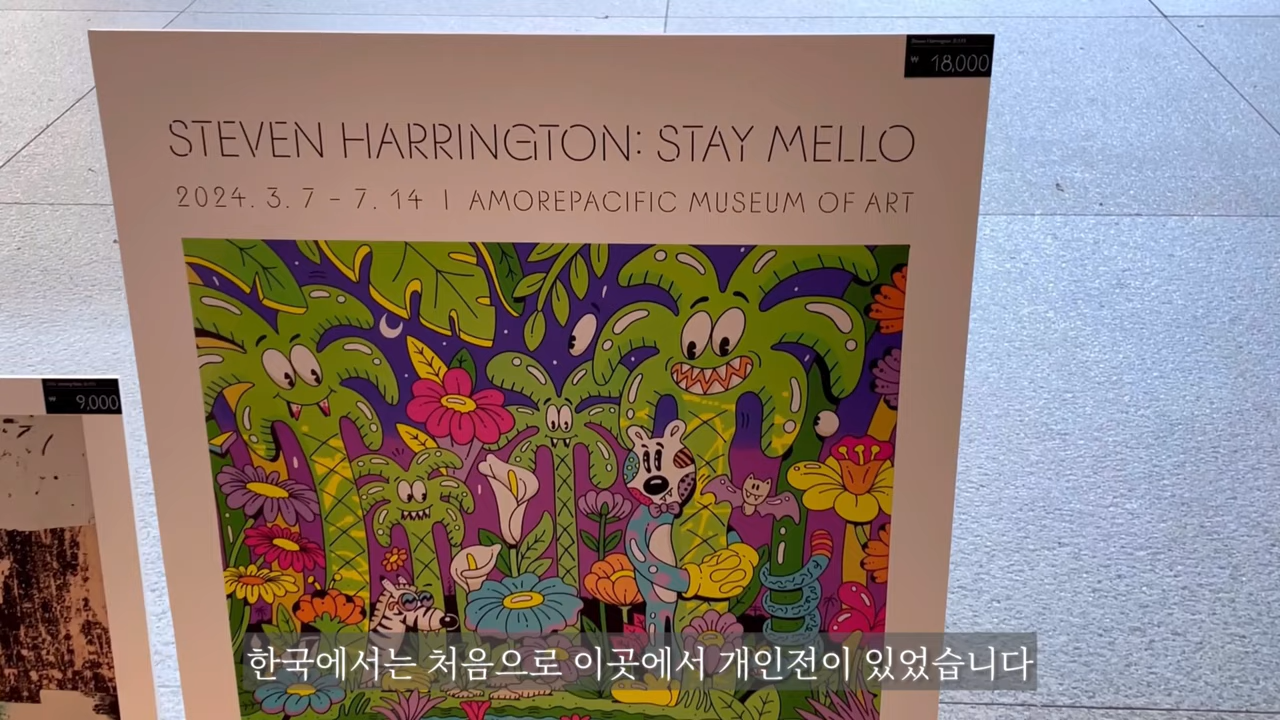 ₩ 18,000
STEVEN HARRINGTON: STAY MELLO
2024. 3. 7 - 7. 14 | AMOREPACIFIC MUSEUM OF ART
₩ 9,000
한국에서는 처음으로 이곳에서 개인전이 있었습니다